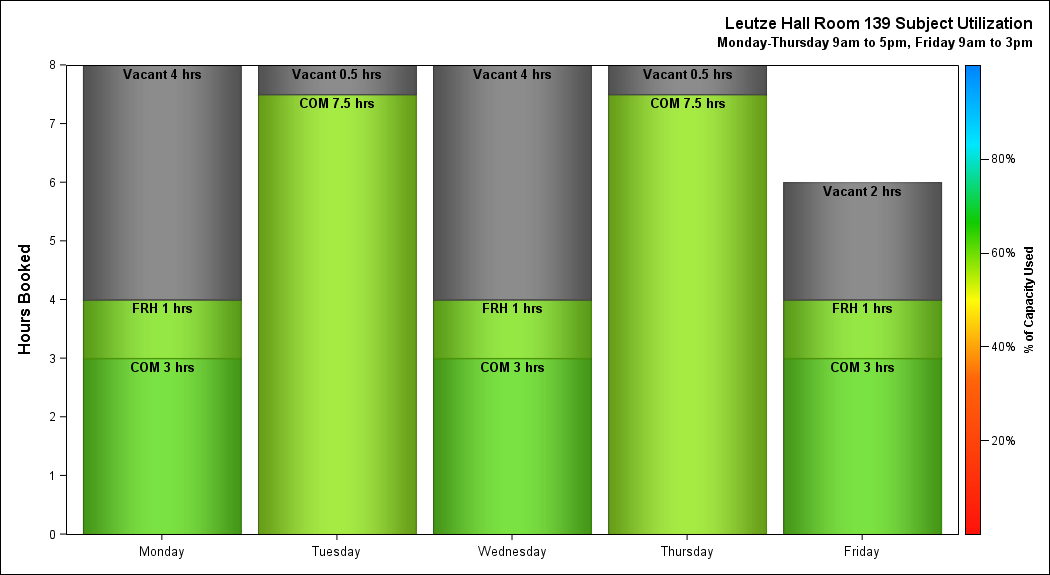 Leutze Hall Room 139 Subject Utilization
Monday-Thursday 9am to 5pm, Friday 9am to 3pm
Hours Booked
8
7
6
5
4
3
2
1
0
Vacant 4 hrs
FRH 1 hrs
COM 3 hrs
Vacant 0.5 hrs
COM 7.5 hrs
Vacant 4 hrs
FRH 1 hrs
COM 3 hrs
Vacant 0.5 hrs
COM 7.5 hrs
Vacant 2 hrs
FRH 1 hrs
COM 3 hrs
Monday
Tuesday
Wednesday
Thursday
Friday
80%
60%
40%
20%
% of Capacity Used